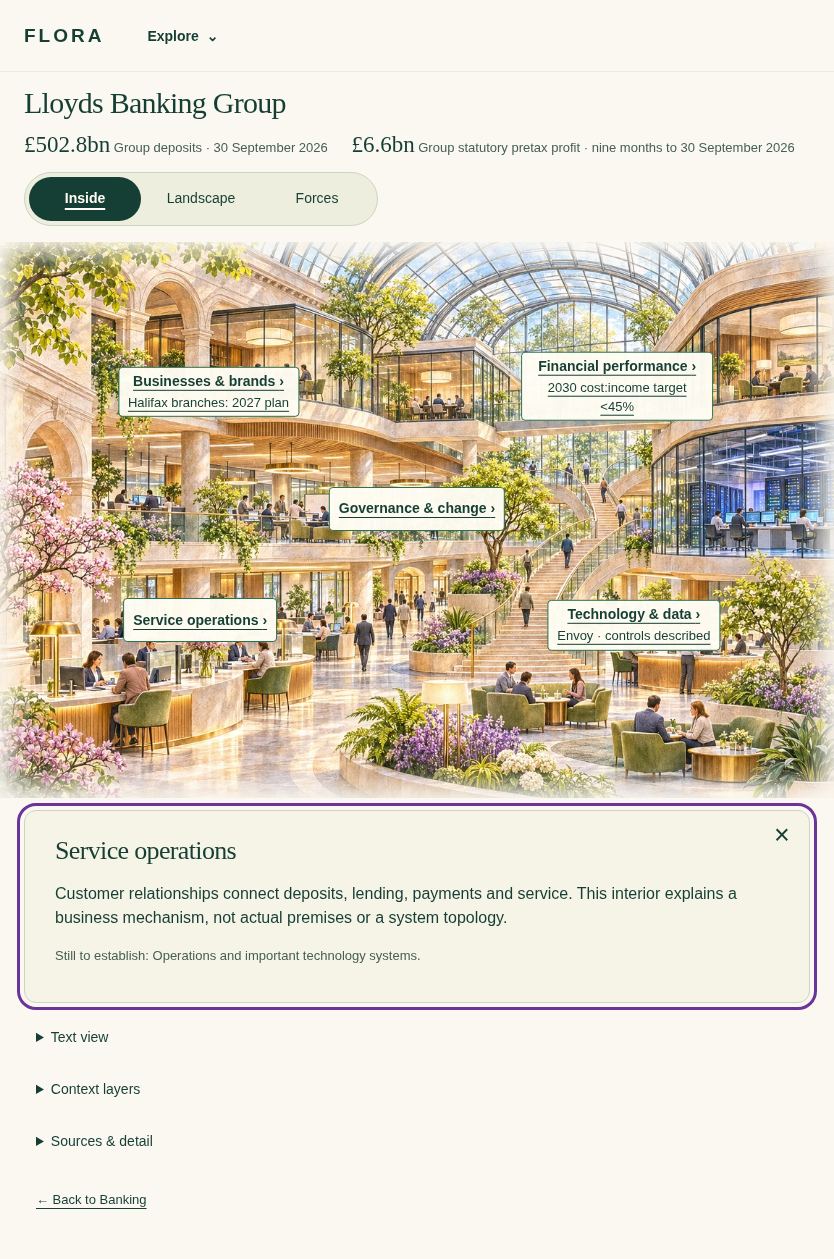 FLORA
Explore
Lloyds Banking Group
£502.8bn Group deposits · 30 September 2026
£6.6bn Group statutory pretax profit · nine months to 30 September 2026
Inside
Landscape
Forces
Financial performance ›
2030 cost:income target
<45%
Businesses & brands ›
Halifax branches: 2027 plan
Governance & change ›
Service operations ›
Technology & data ›
Envoy · controls described
Service operations
×
Customer relationships connect deposits, lending, payments and service. This interior explains a
business mechanism, not actual premises or a system topology.
Still to establish: Operations and important technology systems.
Text view
Context layers
Sources & detail
← Back to Banking